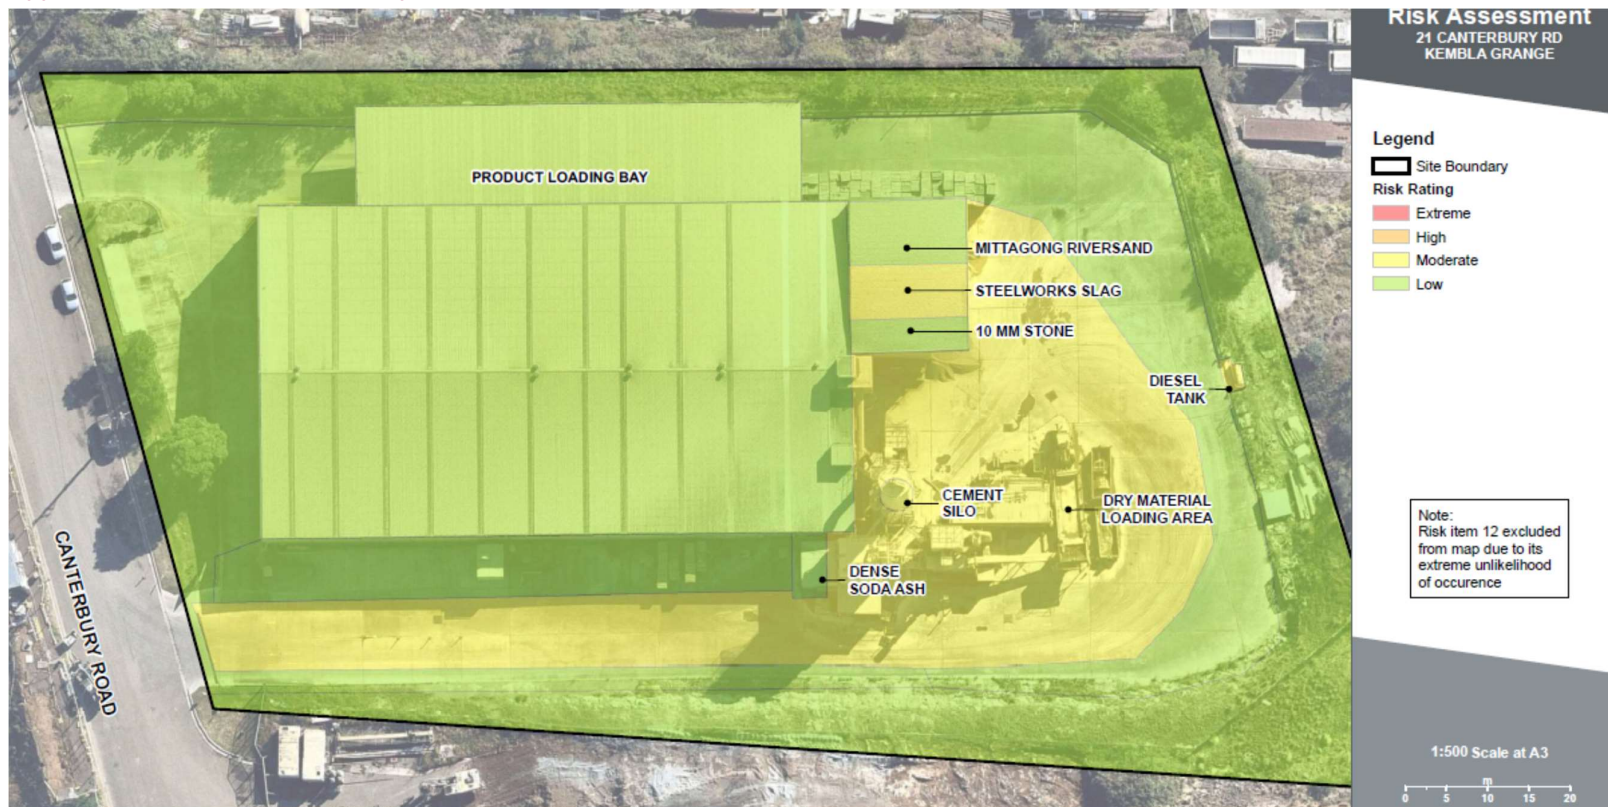 Risk Assessment
21 CANTERBURY RD
KEMBLA GRANGE
Legend
Site Boundary
Risk Rating
Extreme
High
Moderate
Low
PRODUCT LOADING BAY
MITTAGONG RIVERSAND
STEELWORKS SLAG
10 MM STONE
DIESEL
TANK
CEMENT
SILO
DRY MATERIAL
LOADING AREA
DENSE
SODA ASH
CANTERBURY ROAD
Note:
Risk item 12 excluded
from map due to its
extreme unlikelihood
of occurence
1:500 Scale at A3
m
0 5 10 15 20